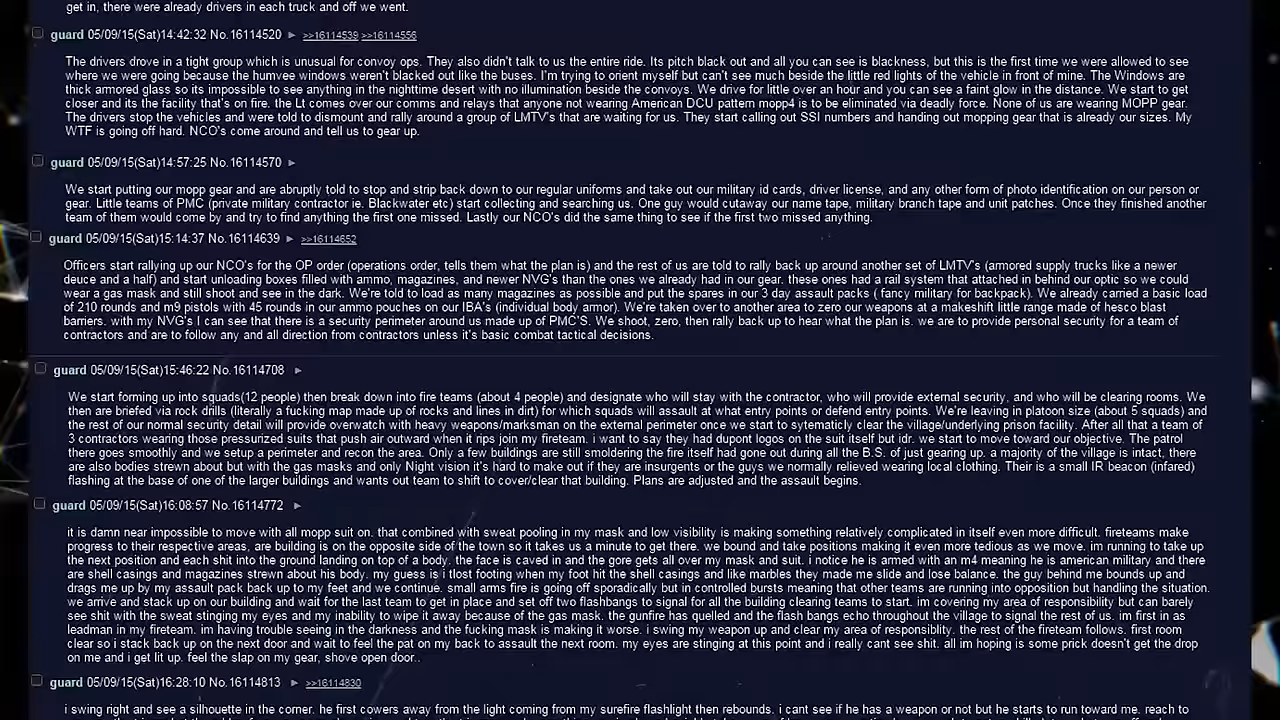 get in, there were already drivers in each truck and off we went.
guard 05/09/15(Sat)14:42:32 No.16114520 ► >>16114539 >>16114556
The drivers drove in a tight group which is unusual for convoy ops. They also didn't talk to us the entire ride. Its pitch black out and all you can see is blackness, but this is the first time we were allowed to see
where we were going because the humvee windows weren't blacked out like the buses. I'm trying to orient myself but can't see much beside the little red lights of the vehicle in front of mine. The Windows are
thick armored glass so its impossible to see anything in the nighttime desert with no illumination beside the convoys. We drive for little over an hour and you can see a faint glow in the distance. We start to get
closer and its the facility that's on fire. the Lt comes over our comms and relays that anyone not wearing American DCU pattern mopp4 is to be eliminated via deadly force. None of us are wearing MOPP gear.
The drivers stop the vehicles and were told to dismount and rally around a group of LMTV's that are waiting for us. They start calling out SSI numbers and handing out mopping gear that is already our sizes. My
WTF is going off hard. NCO's come around and tell us to gear up.
guard 05/09/15(Sat)14:57:25 No.16114570 ►
We start putting our mopp gear and are abruptly told to stop and strip back down to our regular uniforms and take out our military id cards, driver license, and any other form of photo identification on our person or
gear. Little teams of PMC (private military contractor ie. Blackwater etc) start collecting and searching us. One guy would cutaway our name tape, military branch tape and unit patches. Once they finished another
team of them would come by and try to find anything the first one missed. Lastly our NCO's did the same thing to see if the first two missed anything.
guard 05/09/15(Sat)15:14:37 No.16114639 ► >>16114652
Officers start rallying up our NCO's for the OP order (operations order, tells them what the plan is) and the rest of us are told to rally back up around another set of LMTV's (armored supply trucks like a newer
deuce and a half) and start unloading boxes filled with ammo, magazines, and newer NVG's than the ones we already had in our gear. these ones had a rail system that attached in behind our optic so we could
wear a gas mask and still shoot and see in the dark. We're told to load as many magazines as possible and put the spares in our 3 day assault packs ( fancy military for backpack). We already carried a basic load
of 210 rounds and m9 pistols with 45 rounds in our ammo pouches on our IBA's (individual body armor). We're taken over to another area to zero our weapons at a makeshift little range made of hesco blast
barriers. with my NVG's I can see that there is a security perimeter around us made up of PMC'S. We shoot, zero, then rally back up to hear what the plan is. we are to provide personal security for a team of
contractors and are to follow any and all direction from contractors unless it's basic combat tactical decisions.
guard 05/09/15(Sat)15:46:22 No.16114708 ►
We start forming up into squads(12 people) then break down into fire teams (about 4 people) and designate who will stay with the contractor, who will provide external security, and who will be clearing rooms. We
then are briefed via rock drills (literally a fucking map made up of rocks and lines in dirt) for which squads will assault at what entry points or defend entry points. We're leaving in platoon size (about 5 squads) and
the rest of our normal security detail will provide overwatch with heavy weapons/marksman on the external perimeter once we start to sytematicly clear the village/underlying prison facility. After all that a team of
3 contractors wearing those pressurized suits that push air outward when it rips join my fireteam. i want to say they had dupont logos on the suit itself but idr. we start to move toward our objective. The patrol
there goes smoothly and we setup a perimeter and recon the area. Only a few buildings are still smoldering the fire itself had gone out during all the B.S. of just gearing up. a majority of the village is intact, there
are also bodies strewn about but with the gas masks and only Night vision it's hard to make out if they are insurgents or the guys we normally relieved wearing local clothing. Their is a small IR beacon (infared)
flashing at the base of one of the larger buildings and wants out team to shift to cover/clear that building. Plans are adjusted and the assault begins.
guard 05/09/15(Sat)16:08:57 No.16114772 ►
it is damn near impossible to move with all mopp suit on. that combined with sweat pooling in my mask and low visibility is making something relatively complicated in itself even more difficult. fireteams make
progress to their respective areas, are building is on the opposite side of the town so it takes us a minute to get there. we bound and take positions making it even more tedious as we move. im running to take up
the next position and each shit into the ground landing on top of a body. the face is caved in and the gore gets all over my mask and suit. i notice he is armed with an m4 meaning he is american military and there
are shell casings and magazines strewn about his body. my guess is i tlost footing when my foot hit the shell casings and like marbles they made me slide and lose balance. the guy behind me bounds up and
drags me up by my assault pack back up to my feet and we continue. small arms fire is going off sporadically but in controlled bursts meaning that other teams are running into opposition but handling the situation.
we arrive and stack up on our building and wait for the last team to get in place and set off two flashbangs to signal for all the building clearing teams to start. im covering my area of responsibility but can barely
see shit with the sweat stinging my eyes and my inability to wipe it away because of the gas mask. the gunfire has quelled and the flash bangs echo throughout the village to signal the rest of us. im first in as
leadman in my fireteam. im having trouble seeing in the darkness and the fucking mask is making it worse. i swing my weapon up and clear my area of responsiblity. the rest of the fireteam follows. first room
clear so i stack back up on the next door and wait to feel the pat on my back to assault the next room. my eyes are stinging at this point and i really cant see shit. all im hoping is some prick doesn't get the drop
on me and i get lit up. feel the slap on my gear, shove open door..
guard 05/09/15(Sat)16:28:10 No.16114813 ► >>16114830
i swing right and see a silhouette in the corner. he first cowers away from the light coming from my surefire flashlight then rebounds. i cant see if he has a weapon or not but he starts to run toward me. reach to